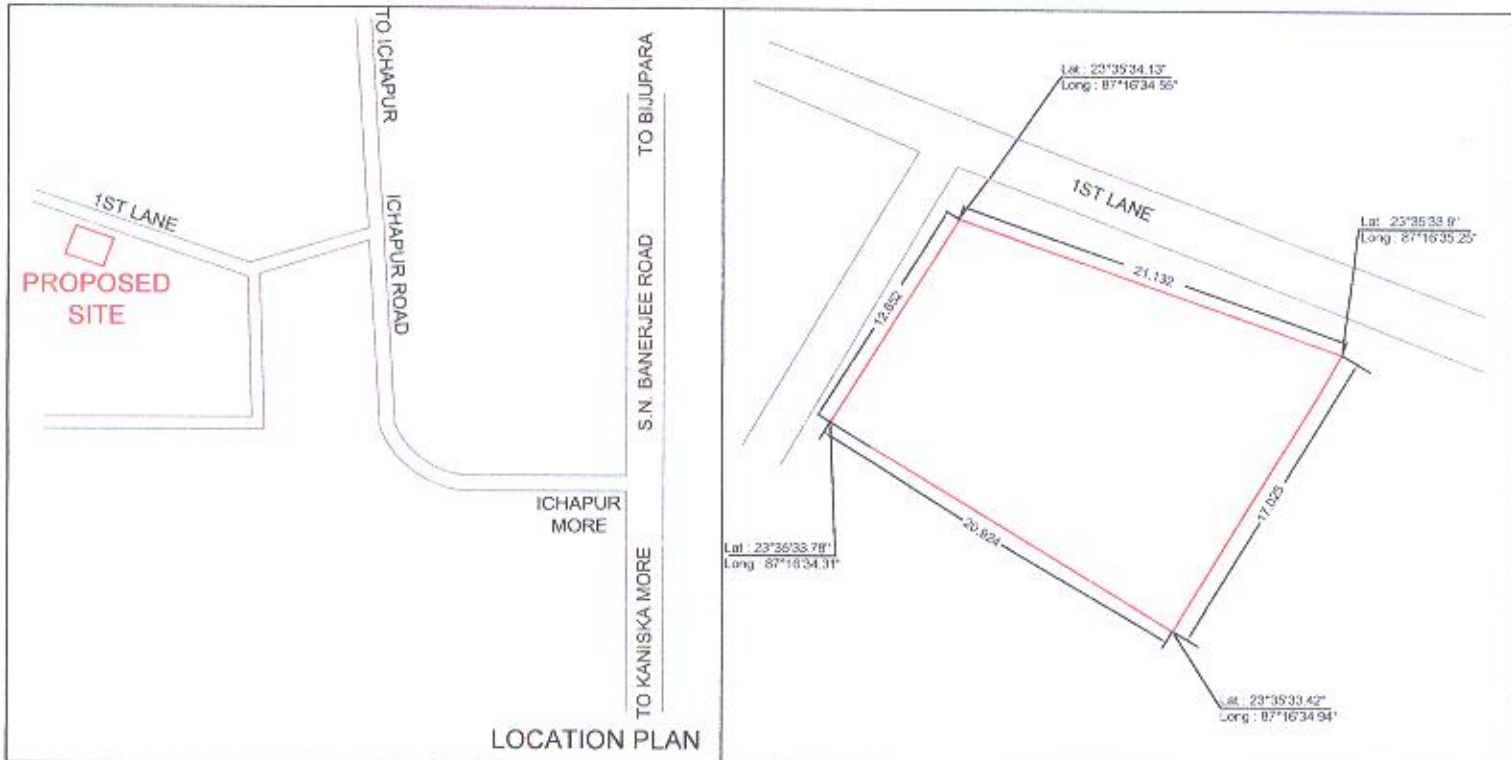 TO ICHAPUR
ICHAPUR ROAD
1ST LANE
PROPOSED
SITE
TO BIJUPARA
S.N. BANERJEE ROAD
ICHAPUR
MORE
TO KANISKA MORE
LOCATION PLAN
Lat : 23°35'34.13"
Long : 87°16'34.55"
1ST LANE
Lat : 23°35'33.9"
Long : 87°16'35.25"
21.132
12.652
17.025
20.924
Lat : 23°35'33.78"
Long : 87°16'34.31"
Lat : 23°35'33.42"
Long : 87°16'34.94"